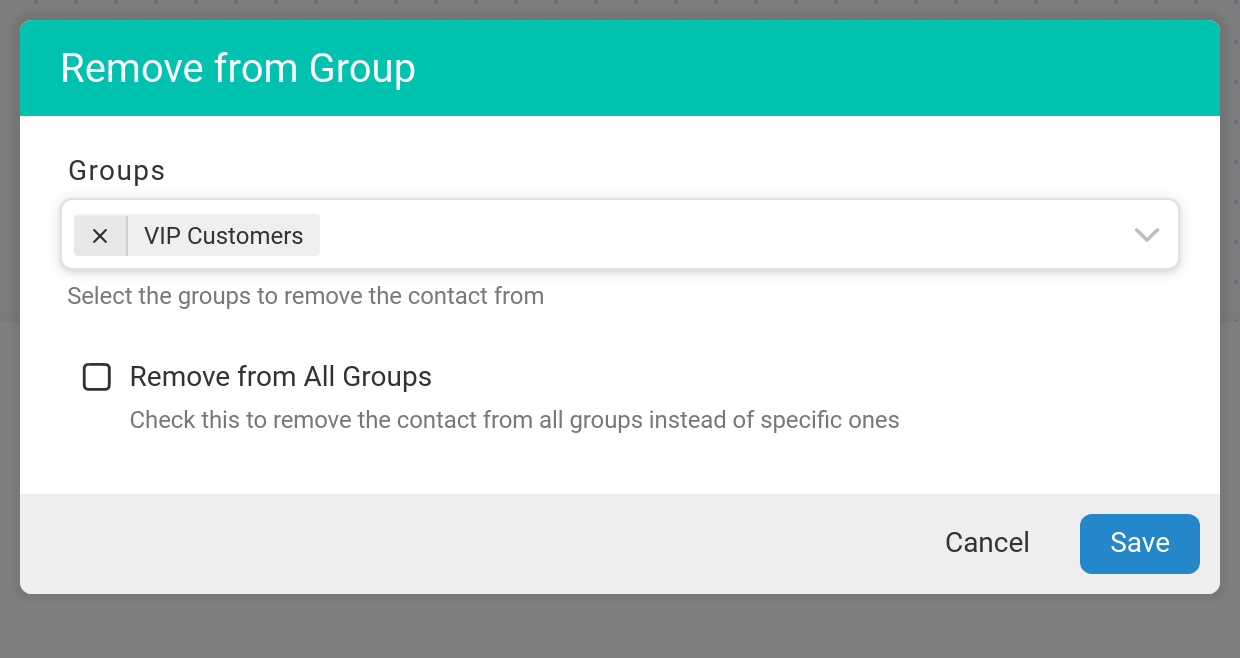 Remove from Group
Groups
VIP Customers
Select the groups to remove the contact from
Remove from All Groups
Check this to remove the contact from all groups instead of specific ones
Cancel
Save